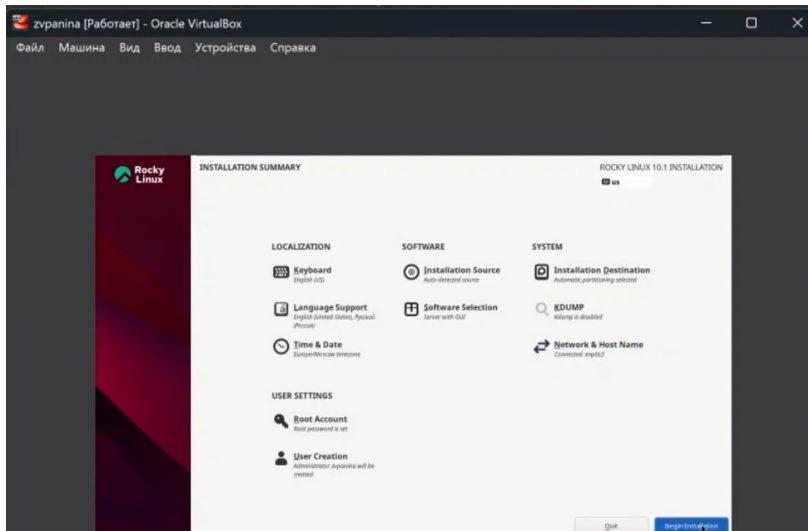 zvpanina [Работает] - Oracle VirtualBox
Файл Машина Вид Ввод Устройства Справка
Rocky
Linux
INSTALLATION SUMMARY
ROCKY LINUX 10.1 INSTALLATION
us
LOCALIZATION
Keyboard
English (US)
Language Support
English (United States), Русский
(Россия)
Time & Date
Europe/Moscow timezone
SOFTWARE
Installation Source
Auto-detected source
Software Selection
Server with GUI
SYSTEM
Installation Destination
Automatic partitioning selected
KDUMP
Kdump is disabled
Network & Host Name
Connected: enp0s3
USER SETTINGS
Root Account
Root password is set
User Creation
Administrator zvpanina will be
created
Quit
Begin Installation